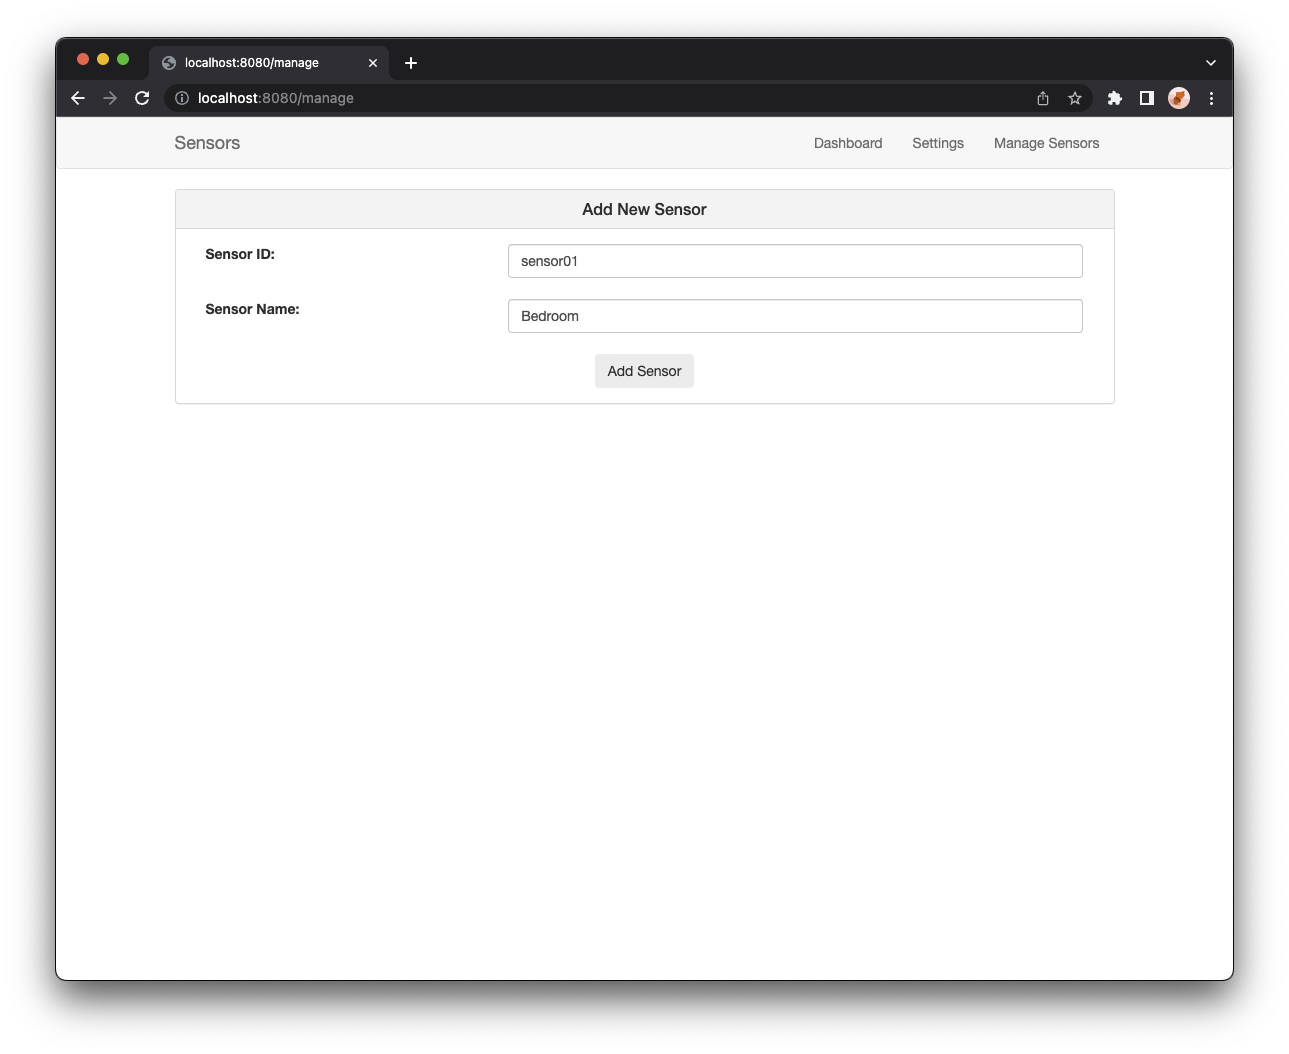 localhost:8080/manage
localhost:8080/manage
Sensors Dashboard Settings Manage Sensors
Add New Sensor
Sensor ID: sensor01
Sensor Name: Bedroom
Add Sensor